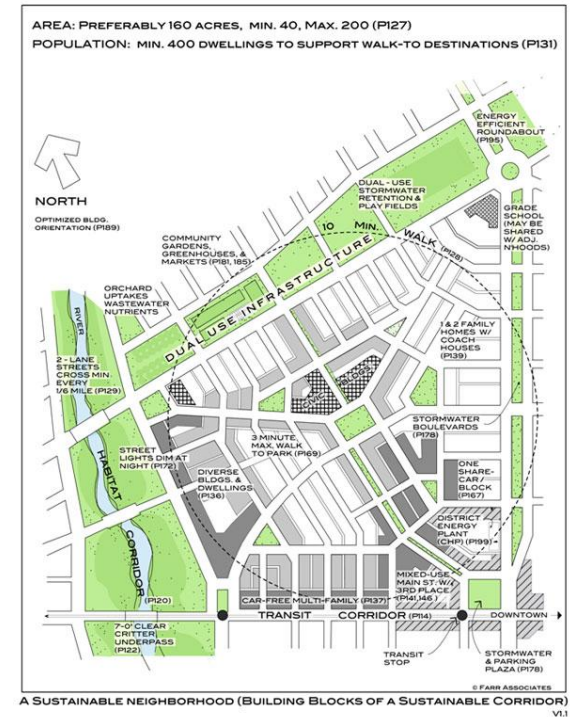 AREA: PREFERABLY 160 ACRES, MIN. 40, MAX. 200 (P127)
POPULATION: MIN. 400 DWELLINGS TO SUPPORT WALK-TO DESTINATIONS (P131)
ENERGY
EFFICIENT
ROUNDABOUT
(P195)
NORTH
OPTIMIZED BLDG.
ORIENTATION (P189)
DUAL - USE
STORMWATER
RETENTION &
PLAY FIELDS
GRADE
SCHOOL
(MAY BE
SHARED
W/ ADJ.
N'HOODS)
10 MIN. WALK (P128)
COMMUNITY
GARDENS,
GREENHOUSES, &
MARKETS (P181, 185)
DUAL USE INFRASTRUCTURE
ORCHARD
UPTAKES
WASTEWATER
NUTRIENTS
RIVER
1 & 2 FAMILY
HOMES W/
COACH
HOUSES
(P139)
2 - LANE
STREETS
CROSS MIN.
EVERY
1/6 MILE (P129)
CIVIC BLDGS.
STORMWATER
BOULEVARDS
(P178)
3 MINUTE
MAX. WALK
TO PARK (P169)
STREET
LIGHTS DIM AT
NIGHT (P172)
DIVERSE
BLDGS. &
DWELLINGS
(P136)
ONE
SHARE-
CAR /
BLOCK
(P167)
HABITAT CORRIDOR
DISTRICT
ENERGY
PLANT
(CHP) (P199)
MIXED-USE
MAIN ST. W/
3RD PLACE
(P141,146)
(P120)
CAR-FREE MULTI-FAMILY (P137)
TRANSIT CORRIDOR (P114)
DOWNTOWN
7'-0" CLEAR
CRITTER
UNDERPASS
(P122)
TRANSIT
STOP
STORMWATER
& PARKING
PLAZA (P178)
© FARR ASSOCIATES
A SUSTAINABLE NEIGHBORHOOD (BUILDING BLOCKS OF A SUSTAINABLE CORRIDOR)
V1.1